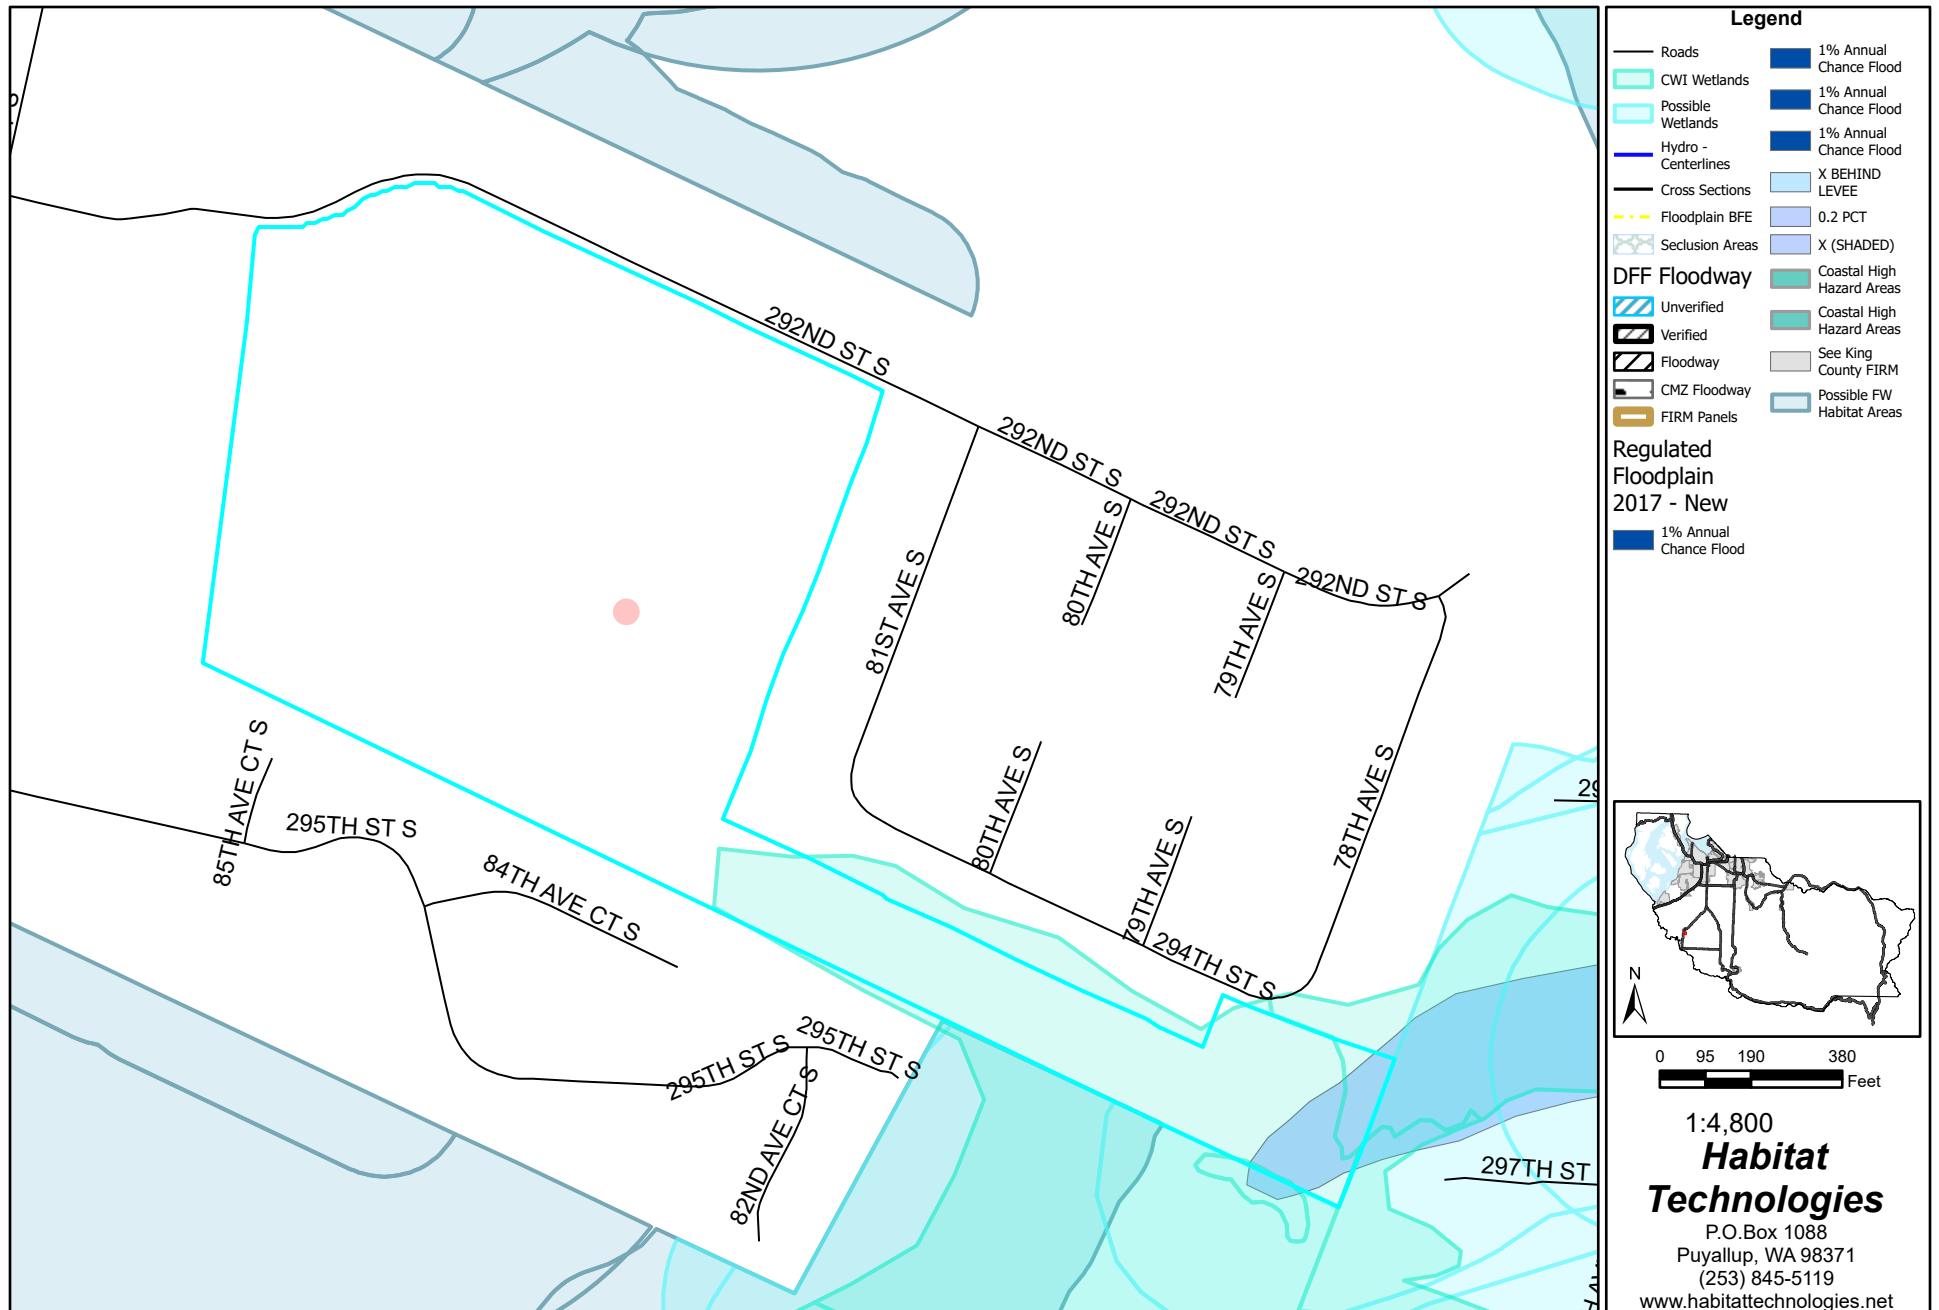 292ND ST S
292ND ST S
292ND ST S
292ND ST S
81ST AVE S
80TH AVE S
79TH AVE S
80TH AVE S
79TH AVE S
78TH AVE S
294TH ST S
85TH AVE CT S
295TH ST S
84TH AVE CT S
295TH ST S
295TH ST S
82ND AVE CT S
297TH ST
29
Legend
Roads
CWI Wetlands
Possible
Wetlands
Hydro -
Centerlines
Cross Sections
Floodplain BFE
Seclusion Areas
DFF Floodway
Unverified
Verified
Floodway
CMZ Floodway
FIRM Panels
Regulated
Floodplain
2017 - New
1% Annual
Chance Flood
1% Annual
Chance Flood
1% Annual
Chance Flood
1% Annual
Chance Flood
X BEHIND
LEVEE
0.2 PCT
X (SHADED)
Coastal High
Hazard Areas
Coastal High
Hazard Areas
See King
County FIRM
Possible FW
Habitat Areas
N
0 95 190 380
Feet
1:4,800
Habitat
Technologies
P.O.Box 1088
Puyallup, WA 98371
(253) 845-5119
www.habitattechnologies.net